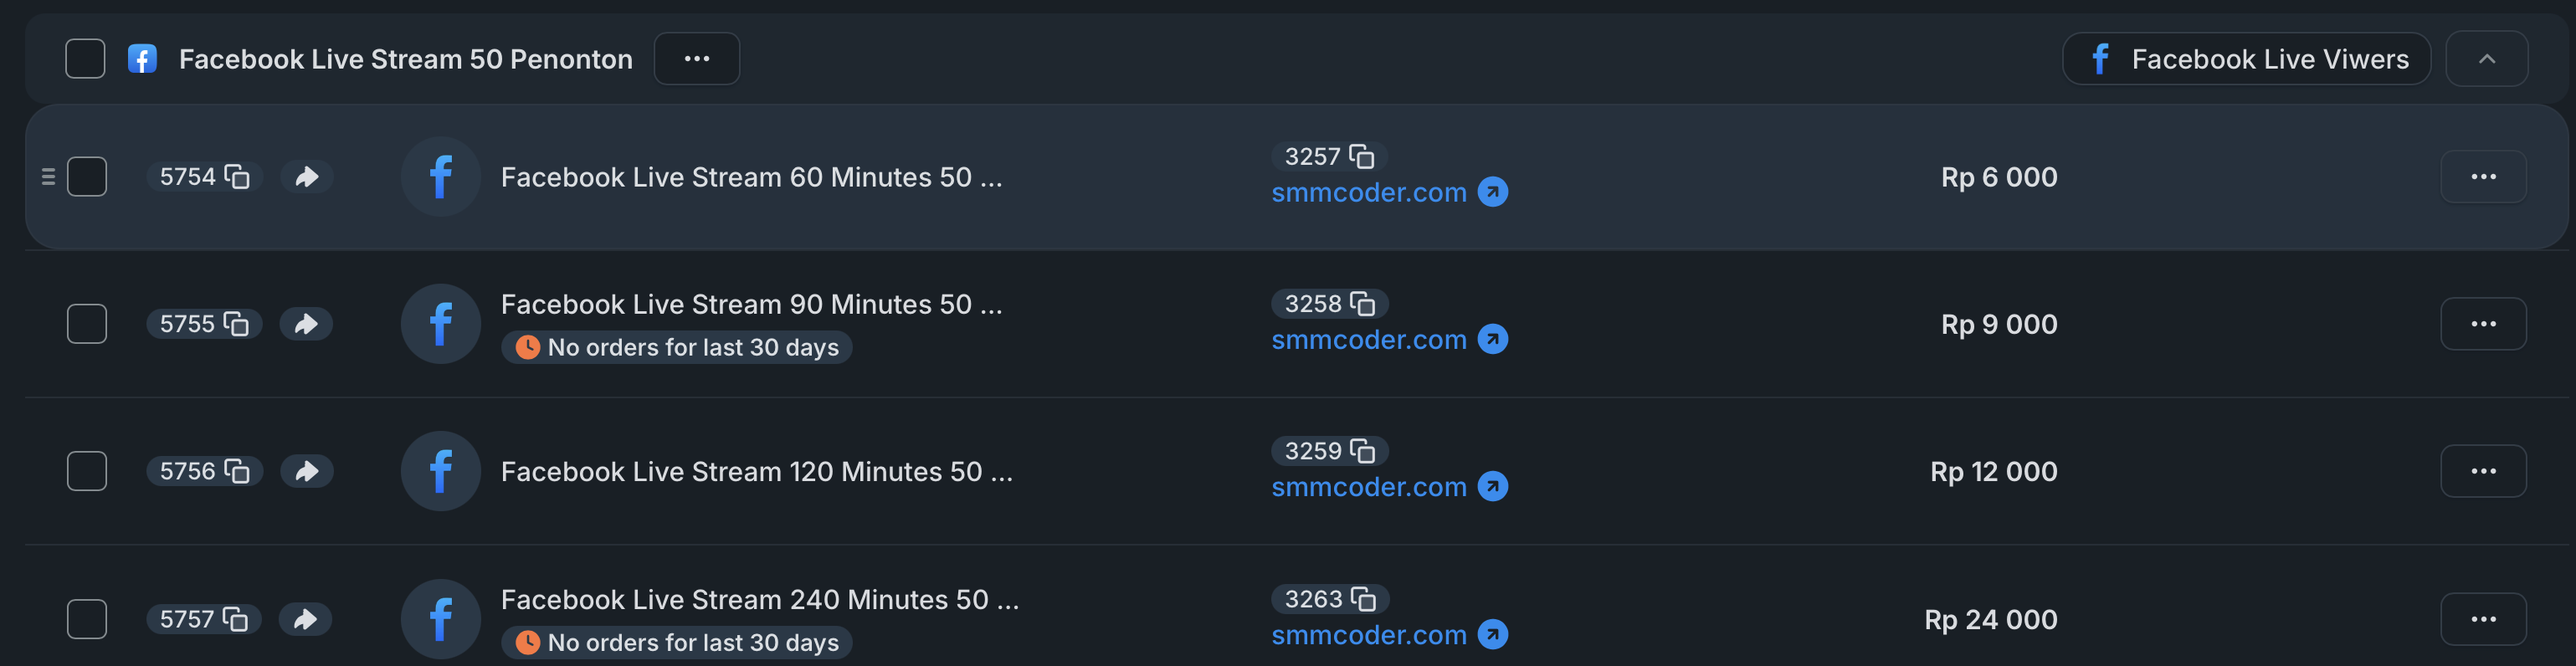 Facebook Live Stream 50 Penonton
Facebook Live Viwers
5754
Facebook Live Stream 60 Minutes 50 ...
3257
smmcoder.com
Rp 6 000
5755
Facebook Live Stream 90 Minutes 50 ...
No orders for last 30 days
3258
smmcoder.com
Rp 9 000
5756
Facebook Live Stream 120 Minutes 50 ...
3259
smmcoder.com
Rp 12 000
5757
Facebook Live Stream 240 Minutes 50 ...
No orders for last 30 days
3263
smmcoder.com
Rp 24 000